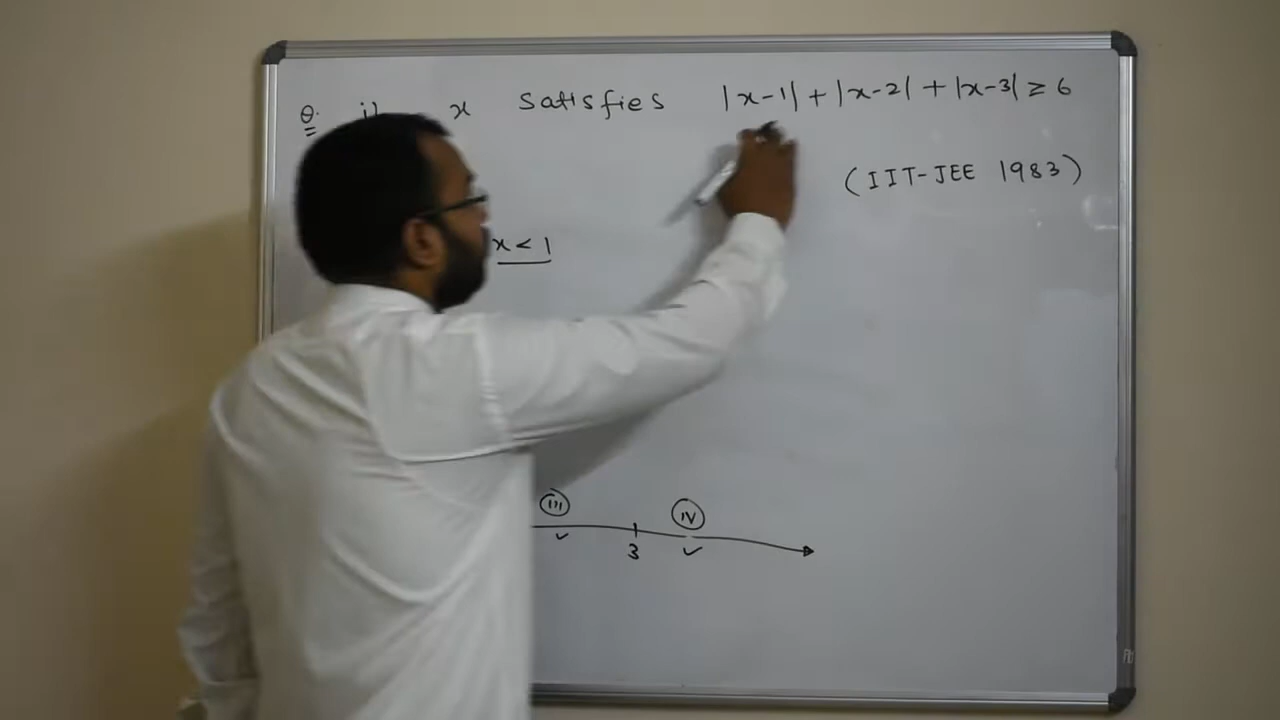 Q. if x satisfies |x-1| + |x-2| + |x-3| ≥ 6
(IIT-JEE 1983)
x < 1
III IV
3